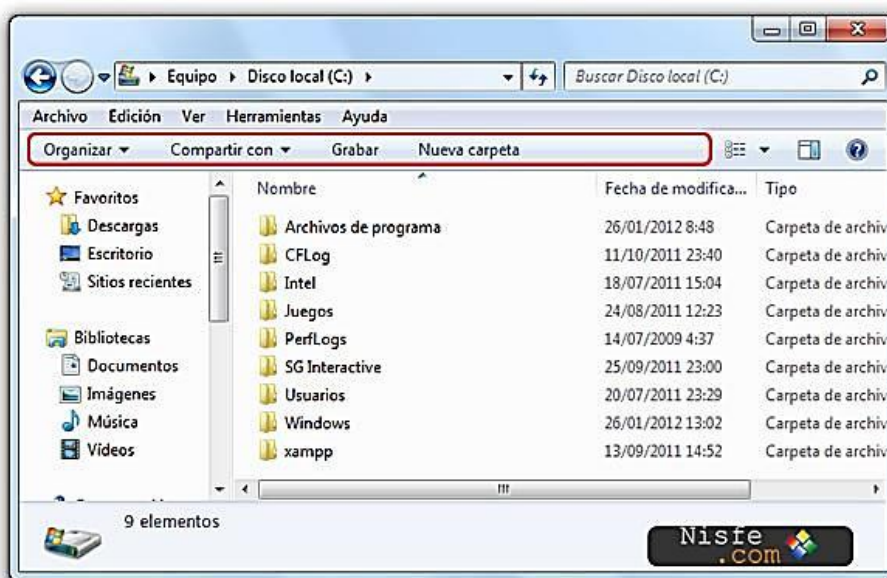 Equipo Disco local (C:) Buscar Disco local (C:)
Archivo Edición Ver Herramientas Ayuda
Organizar Compartir con Grabar Nueva carpeta
Favoritos
Descargas
Escritorio
Sitios recientes
Bibliotecas
Documentos
Imágenes
Música
Vídeos
Nombre Fecha de modifica... Tipo
Archivos de programa 26/01/2012 8:48 Carpeta de archiv
CFLog 11/10/2011 23:40 Carpeta de archiv
Intel 18/07/2011 15:04 Carpeta de archiv
Juegos 24/08/2011 12:23 Carpeta de archiv
PerfLogs 14/07/2009 4:37 Carpeta de archiv
SG Interactive 25/09/2011 23:00 Carpeta de archiv
Usuarios 20/07/2011 23:29 Carpeta de archiv
Windows 26/01/2012 13:02 Carpeta de archiv
xampp 13/09/2011 14:52 Carpeta de archiv
9 elementos
Nisfe
.com